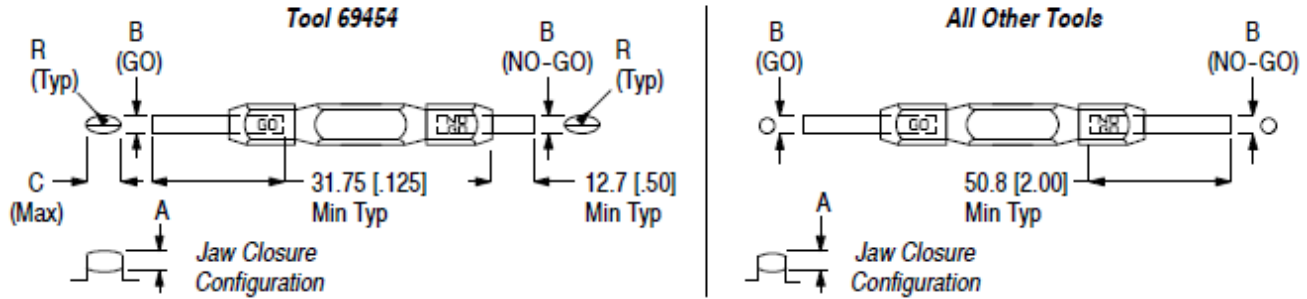 Tool 69454
R
(Typ)
B
(GO)
B
(NO-GO)
R
(Typ)
GO
C
(Max)
31.75 [.125]
Min Typ
12.7 [.50]
Min Typ
A
Jaw Closure
Configuration
All Other Tools
B
(GO)
B
(NO-GO)
GO
50.8 [2.00]
Min Typ
A
Jaw Closure
Configuration